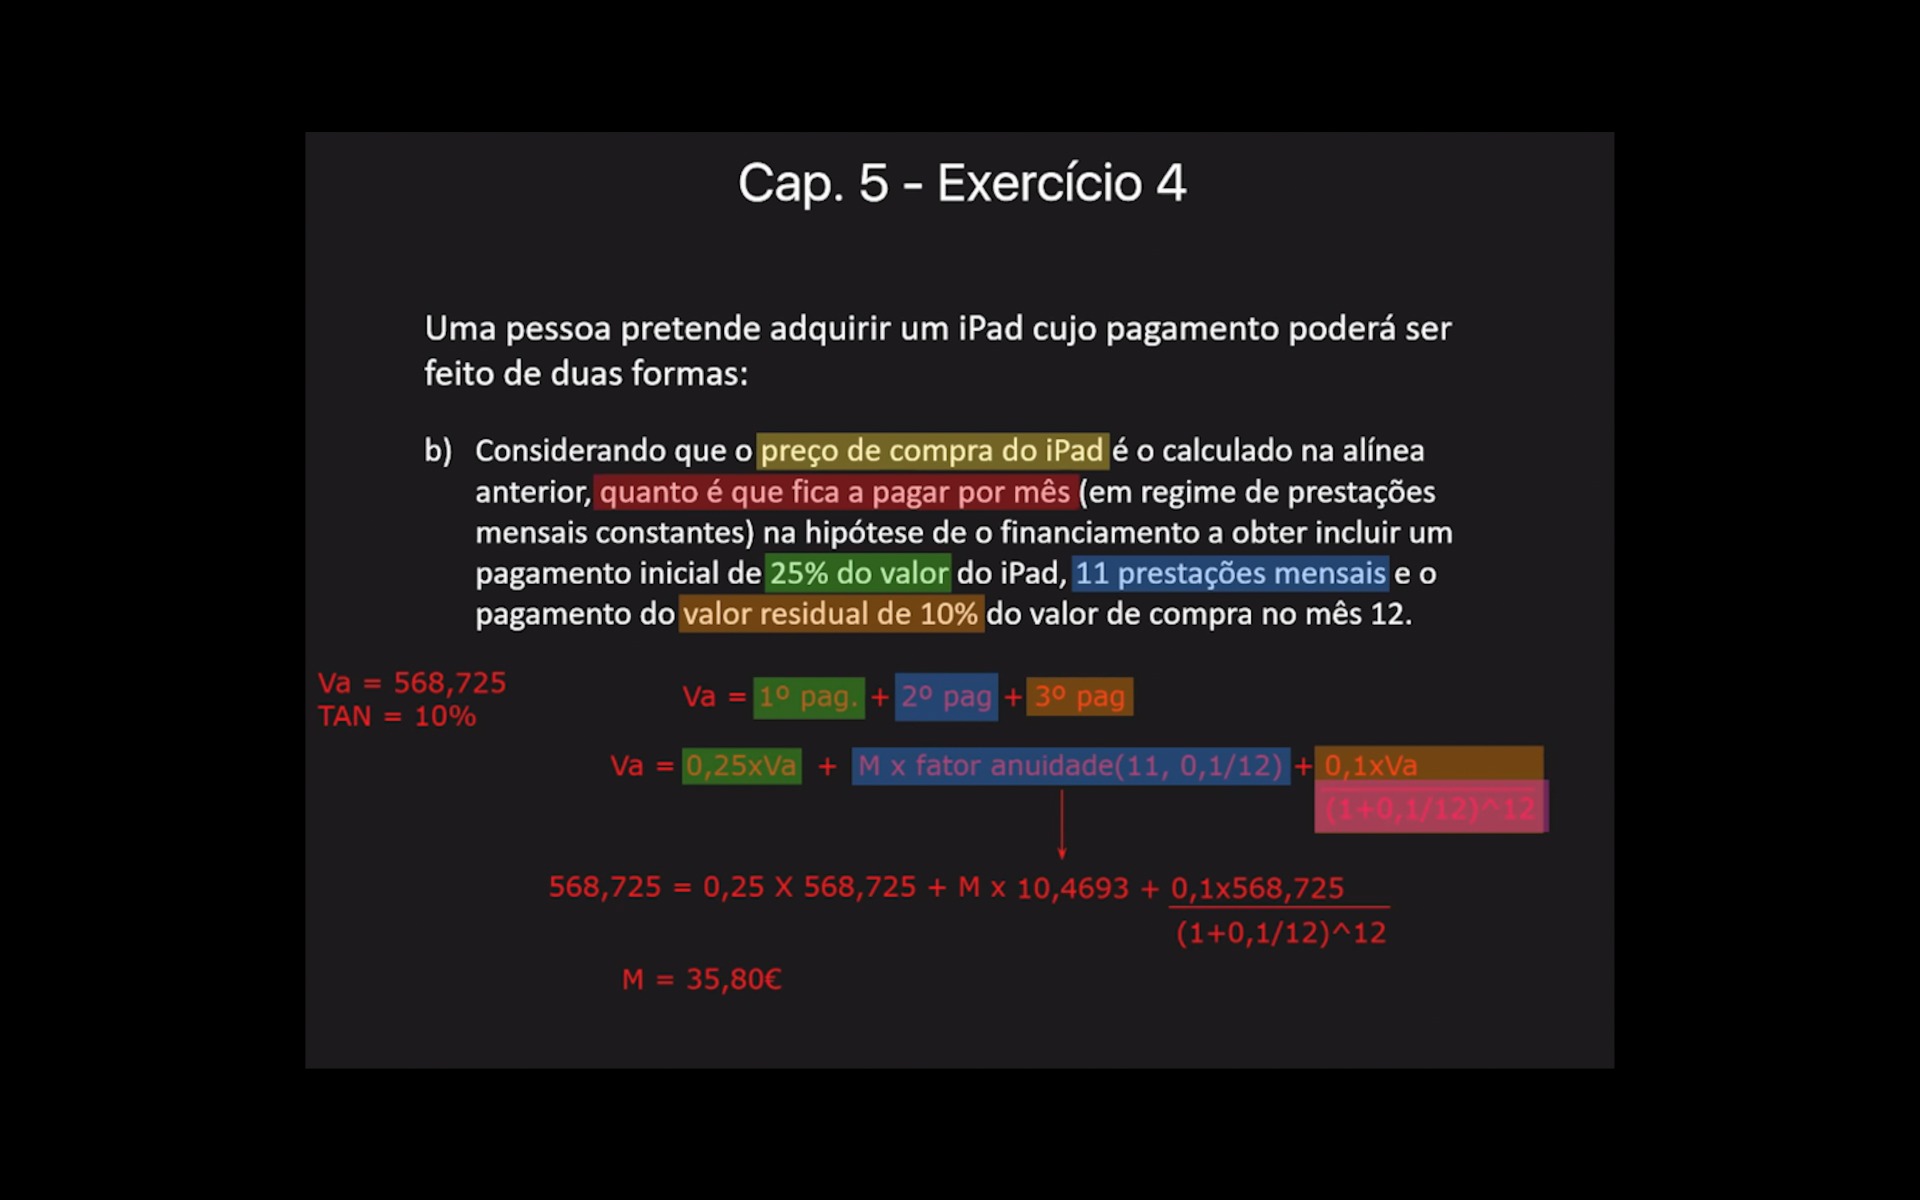 Cap. 5 - Exercício 4
Uma pessoa pretende adquirir um iPad cujo pagamento poderá ser
feito de duas formas:
b) Considerando que o preço de compra do iPad é o calculado na alínea
anterior, quanto é que fica a pagar por mês (em regime de prestações
mensais constantes) na hipótese de o financiamento a obter incluir um
pagamento inicial de 25% do valor do iPad, 11 prestações mensais e o
pagamento do valor residual de 10% do valor de compra no mês 12.
Va = 568,725
TAN = 10%
Va = 1º pag. + 2º pag + 3º pag
Va = 0,25xVa + M x fator anuidade(11, 0,1/12) + 0,1xVa
(1+0,1/12)^12
568,725 = 0,25 X 568,725 + M x 10,4693 + 0,1x568,725
(1+0,1/12)^12
M = 35,80€